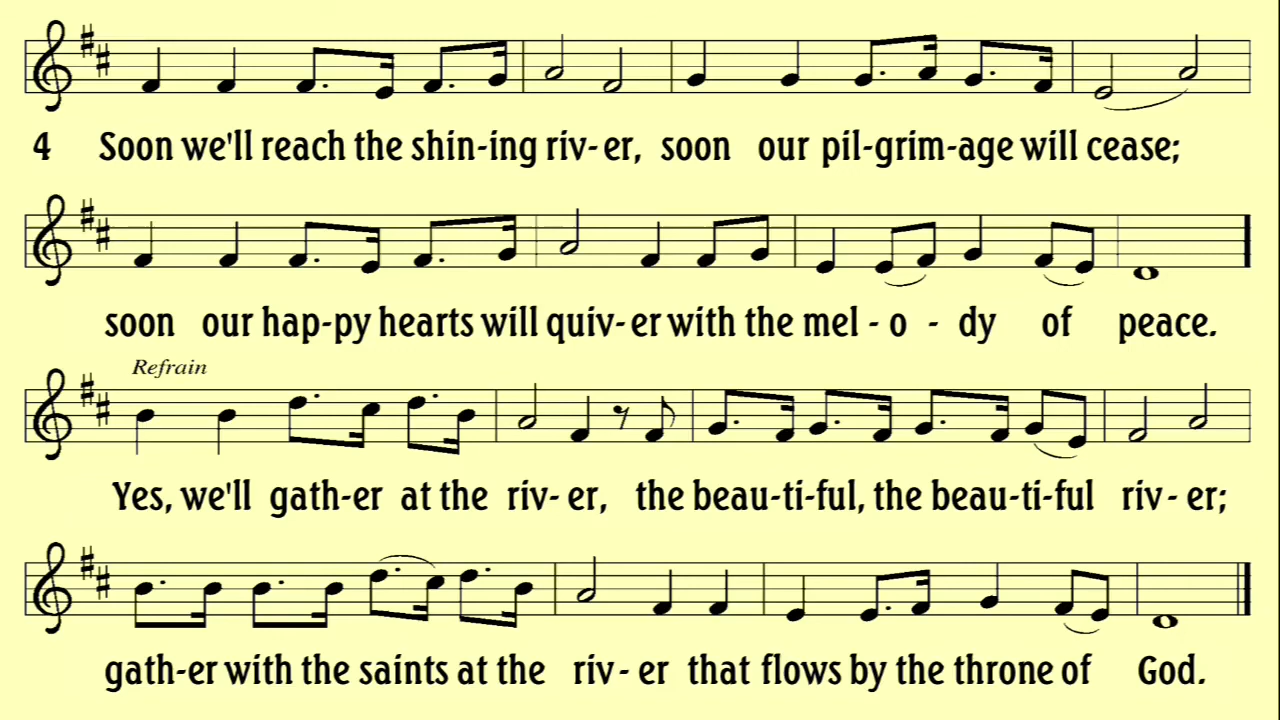 4 Soon we'll reach the shin-ing riv-er, soon our pil-grim-age will cease;
soon our hap-py hearts will quiv-er with the mel-o-dy of peace.
Refrain
Yes, we'll gath-er at the riv-er, the beau-ti-ful, the beau-ti-ful riv-er;
gath-er with the saints at the riv-er that flows by the throne of God.